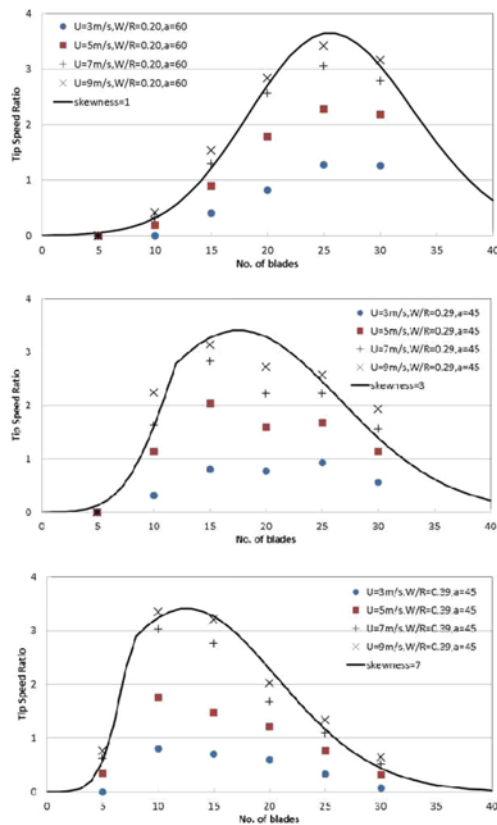 4
U=3m/s,W/R=0.20,a=60
U=5m/s,W/R=0.20,a=60
U=7m/s,W/R=0.20,a=60
U=9m/s,W/R=0.20,a=60
skewness=1
3
2
1
0
Tip Speed Ratio
0 5 10 15 20 25 30 35 40
No. of blades
4
U=3m/s,W/R=0.29,a=45
U=5m/s,W/R=0.29,a=45
U=7m/s,W/R=0.29,a=45
U=9m/s,W/R=0.29,a=45
skewness=3
3
2
1
0
Tip Speed Ratio
0 5 10 15 20 25 30 35 40
No. of blades
4
U=3m/s,W/R=0.39,a=45
U=5m/s,W/R=0.39,a=45
U=7m/s,W/R=0.39,a=45
U=9m/s,W/R=0.39,a=45
skewness=7
3
2
1
0
Tip Speed Ratio
0 5 10 15 20 25 30 35 40
No. of blades